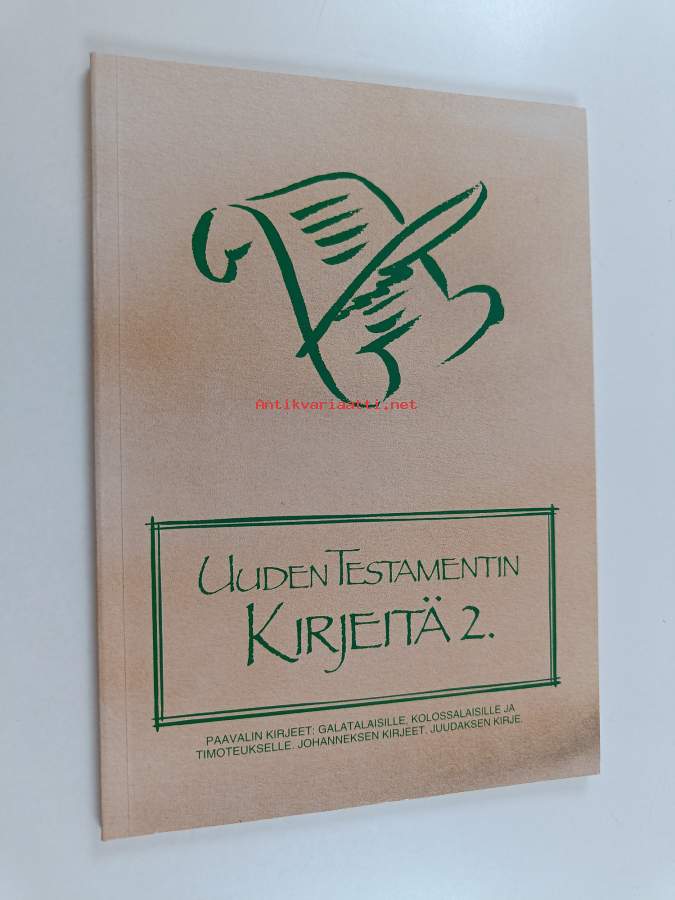 Antikvariaatti.net
UUDEN TESTAMENTIN
KIRJEITÄ 2.
PAAVALIN KIRJEET: GALATALAISILLE, KOLOSSALAISILLE JA
TIMOTEUKSELLE. JOHANNEKSEN KIRJEET. JUUDAKSEN KIRJE.